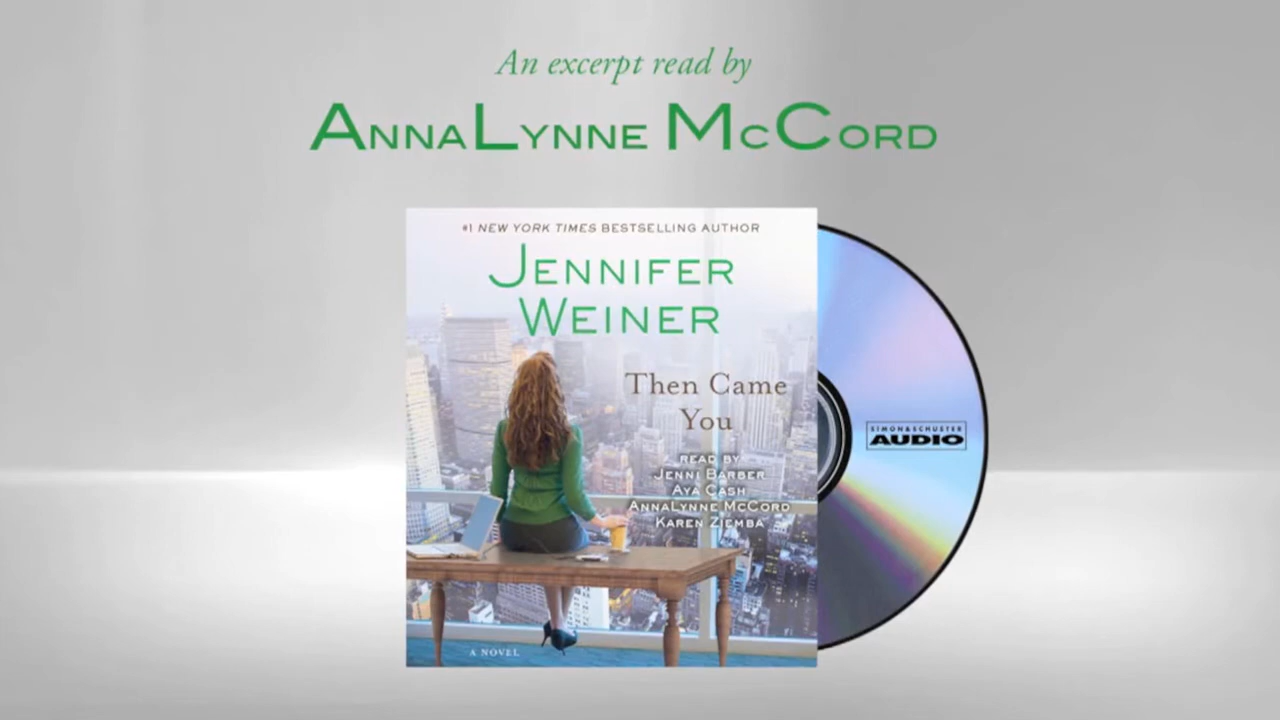 An excerpt read by
AnnaLynne McCord
#1 NEW YORK TIMES BESTSELLING AUTHOR
Jennifer
Weiner
Then Came
You
READ BY
Jenni Barber
Aya Cash
AnnaLynne McCord
Karen Ziemba
SIMON & SCHUSTER
AUDIO
A NOVEL